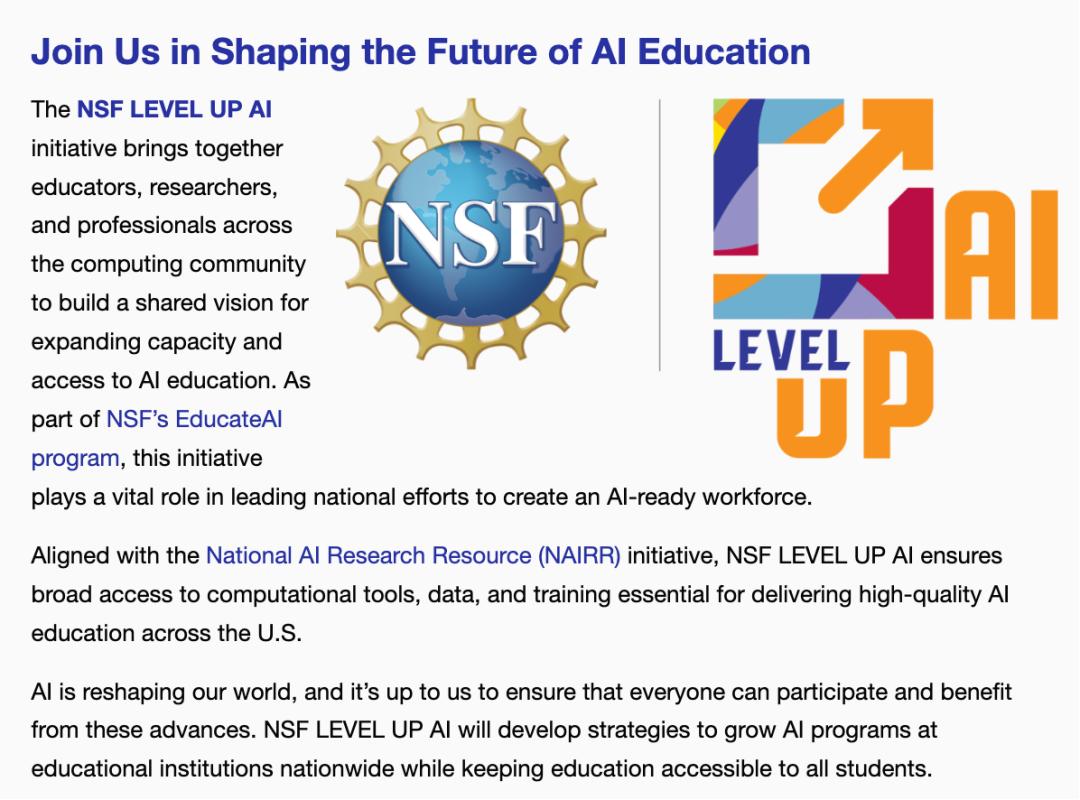 Join Us in Shaping the Future of AI Education
The NSF LEVEL UP AI
initiative brings together
educators, researchers,
and professionals across
the computing community
to build a shared vision for
expanding capacity and
access to AI education. As
part of NSF’s EducateAI
program, this initiative
plays a vital role in leading national efforts to create an AI-ready workforce.
NSF
AI
LEVEL
UP
Aligned with the National AI Research Resource (NAIRR) initiative, NSF LEVEL UP AI ensures
broad access to computational tools, data, and training essential for delivering high-quality AI
education across the U.S.
AI is reshaping our world, and it’s up to us to ensure that everyone can participate and benefit
from these advances. NSF LEVEL UP AI will develop strategies to grow AI programs at
educational institutions nationwide while keeping education accessible to all students.